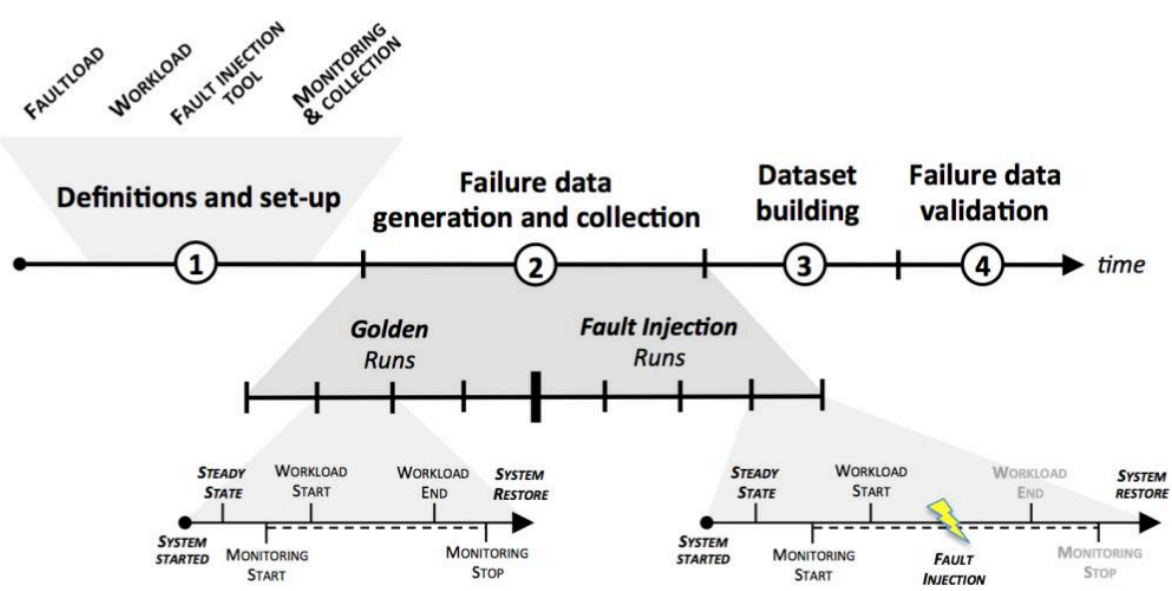 FAULTLOAD
WORKLOAD
FAULT INJECTION
TOOL
MONITORING
& COLLECTION
Definitions and set-up
Failure data
generation and collection
Dataset
building
Failure data
validation
1
2
3
4
time
Golden
Runs
Fault Injection
Runs
STEADY
STATE
WORKLOAD
START
WORKLOAD
END
SYSTEM
RESTORE
SYSTEM
STARTED
MONITORING
START
MONITORING
STOP
STEADY
STATE
WORKLOAD
START
WORKLOAD
END
SYSTEM
RESTORE
SYSTEM
STARTED
MONITORING
START
FAULT
INJECTION
MONITORING
STOP